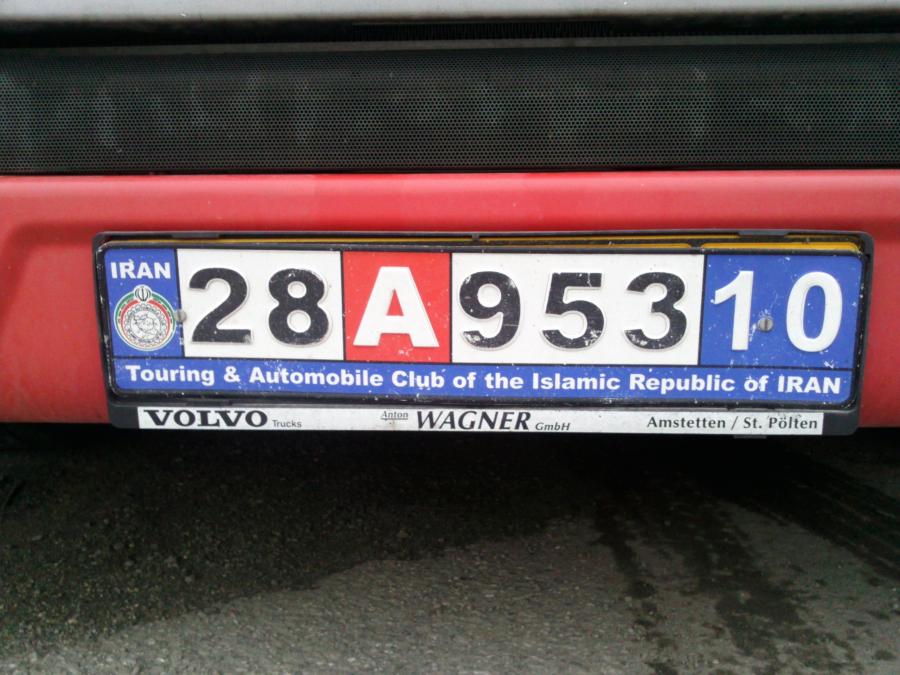 IRAN
28 A 953 10
Touring & Automobile Club of the Islamic Republic of IRAN
VOLVO Trucks Anton WAGNER GmbH Amstetten / St. Pölten